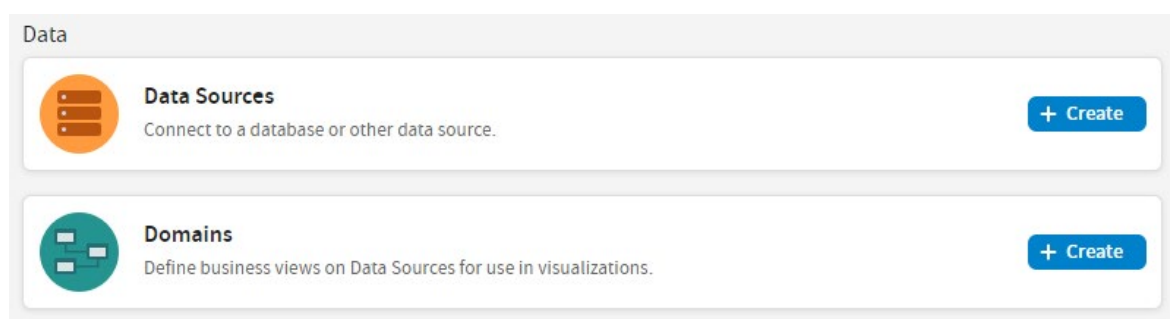 Data
Data Sources
Connect to a database or other data source.
+ Create
Domains
Define business views on Data Sources for use in visualizations.
+ Create